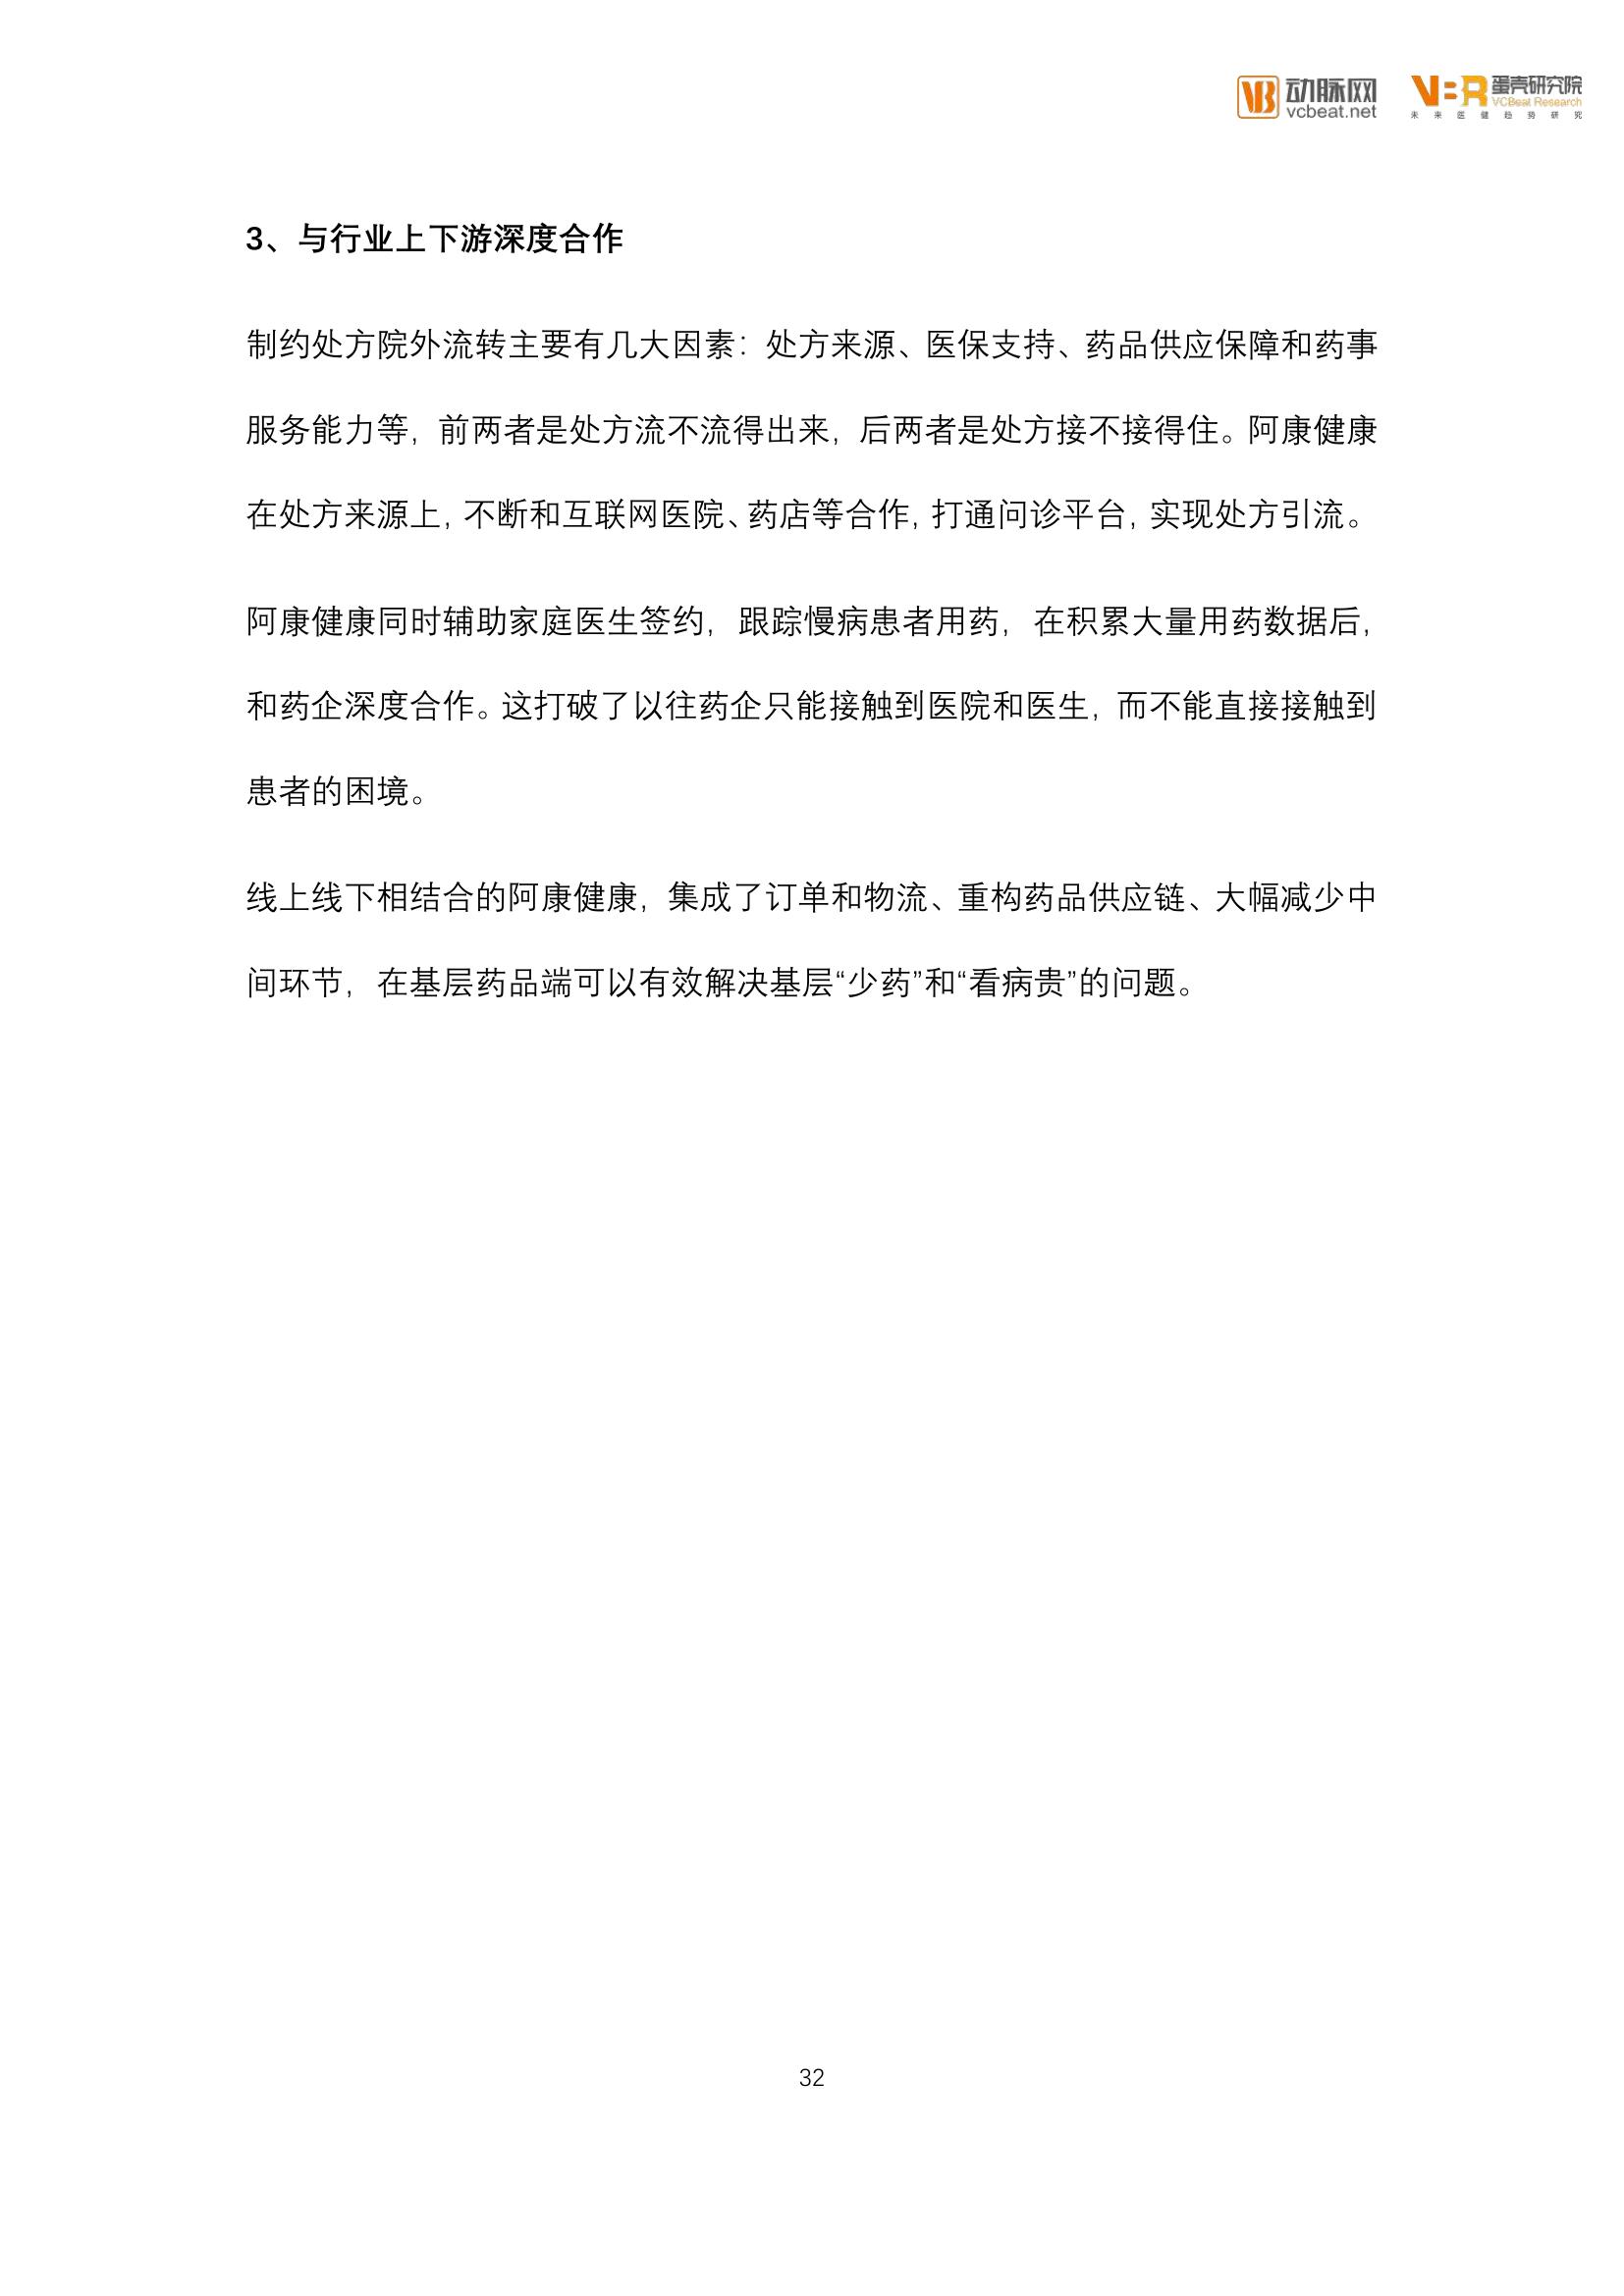 动脉网
vcbeat.net
VBR 蛋壳研究院
VCBeat Research
未来医健趋势研究
3、与行业上下游深度合作
制约处方院外流转主要有几大因素：处方来源、医保支持、药品供应保障和药事
服务能力等，前两者是处方流不流得出来，后两者是处方接不接得住。阿康健康
在处方来源上，不断和互联网医院、药店等合作，打通问诊平台，实现处方引流。
阿康健康同时辅助家庭医生签约，跟踪慢病患者用药，在积累大量用药数据后，
和药企深度合作。这打破了以往药企只能接触到医院和医生，而不能直接接触到
患者的困境。
线上线下相结合的阿康健康，集成了订单和物流、重构药品供应链、大幅减少中
间环节，在基层药品端可以有效解决基层“少药”和“看病贵”的问题。
32